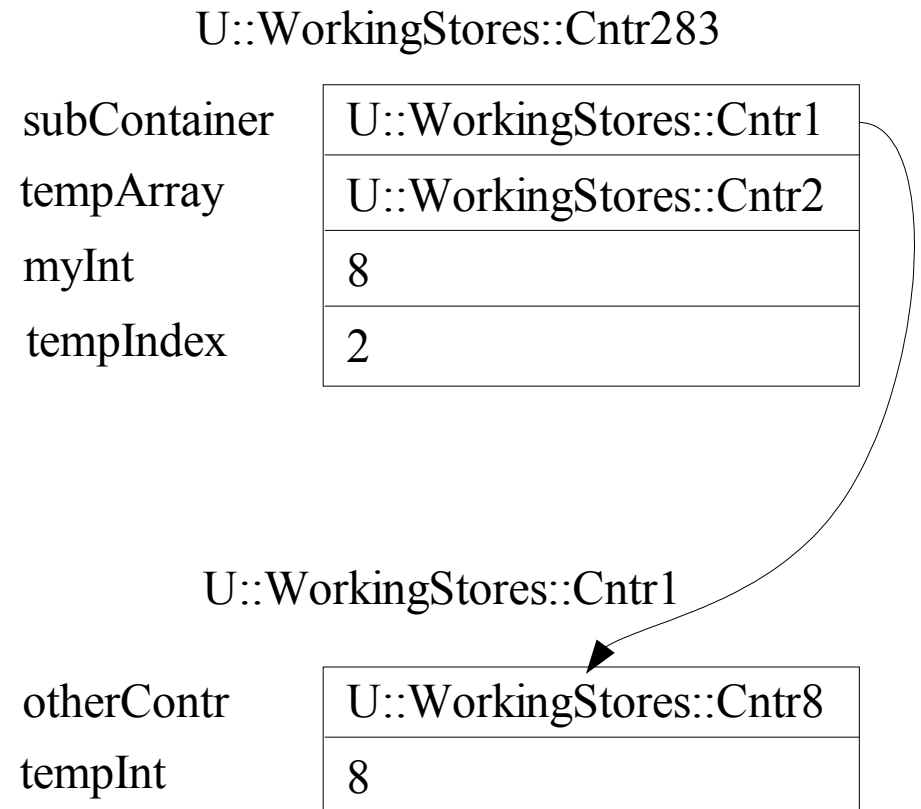 U::WorkingStores::Cntr283
subContainer U::WorkingStores::Cntr1
tempArray U::WorkingStores::Cntr2
myInt 8
tempIndex 2
U::WorkingStores::Cntr1
otherContr U::WorkingStores::Cntr8
tempInt 8